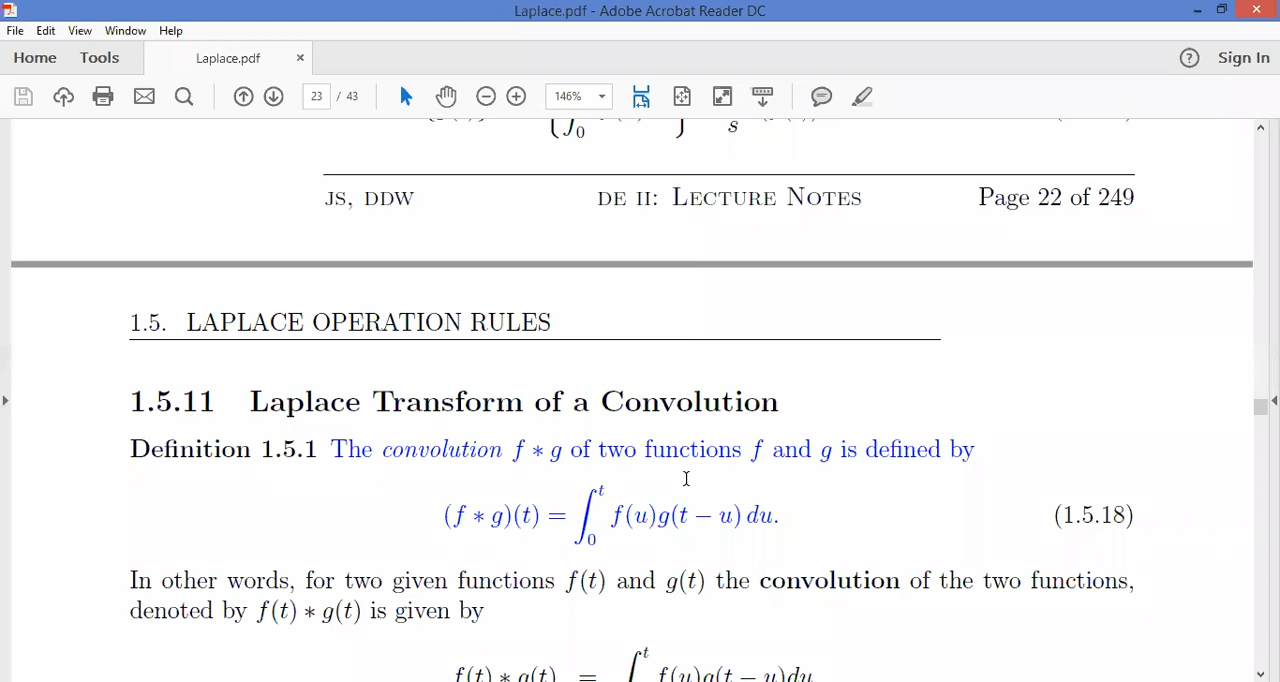 Laplace.pdf - Adobe Acrobat Reader DC
File Edit View Window Help
Home Tools Laplace.pdf × Sign In
23 / 43 146%
s
JS, DDW DE II: LECTURE NOTES Page 22 of 249
1.5. LAPLACE OPERATION RULES
1.5.11 Laplace Transform of a Convolution
Definition 1.5.1 The convolution f ∗ g of two functions f and g is defined by
(f ∗ g)(t) = ∫₀ᵗ f(u)g(t − u) du. (1.5.18)
In other words, for two given functions f(t) and g(t) the convolution of the two functions,
denoted by f(t) ∗ g(t) is given by
f(t) ∗ g(t) = ∫ᵗ f(u)g(t − u)du